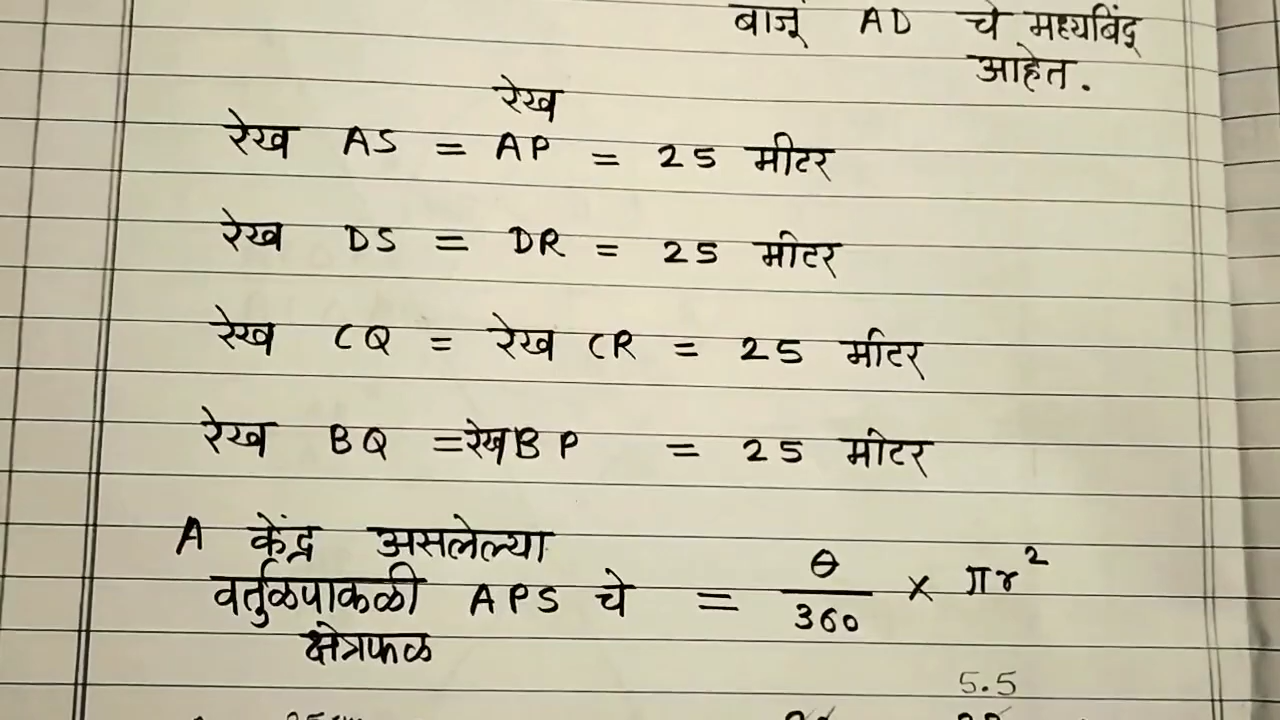 बाजू AD चे मध्यबिंदू
आहेत.
रेख
रेख AS = AP = 25 मीटर
रेख DS = DR = 25 मीटर
रेख CQ = रेख CR = 25 मीटर
रेख BQ =रेख BP = 25 मीटर
A केंद्र असलेल्या
वर्तुळपाकळी APS चे = θ/360 × πr²
क्षेत्रफळ
5.5